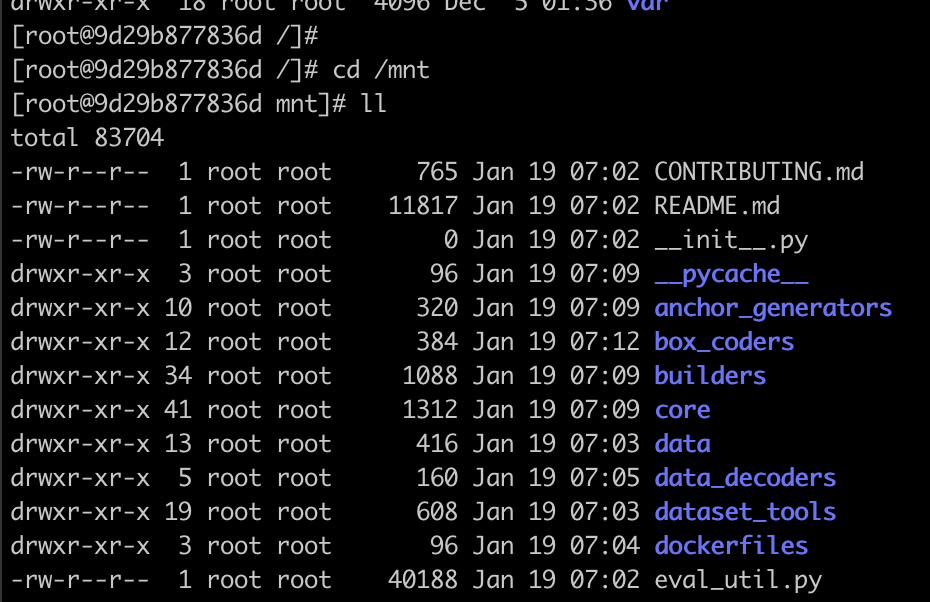 drwxr-xr-x  18 root root  4096 Dec  5 01:36 var
[root@9d29b877836d /]#
[root@9d29b877836d /]# cd /mnt
[root@9d29b877836d mnt]# ll
total 83704
-rw-r--r--  1 root root      765 Jan 19 07:02 CONTRIBUTING.md
-rw-r--r--  1 root root    11817 Jan 19 07:02 README.md
-rw-r--r--  1 root root        0 Jan 19 07:02 __init__.py
drwxr-xr-x  3 root root       96 Jan 19 07:09 __pycache__
drwxr-xr-x 10 root root      320 Jan 19 07:09 anchor_generators
drwxr-xr-x 12 root root      384 Jan 19 07:12 box_coders
drwxr-xr-x 34 root root     1088 Jan 19 07:09 builders
drwxr-xr-x 41 root root     1312 Jan 19 07:09 core
drwxr-xr-x 13 root root      416 Jan 19 07:03 data
drwxr-xr-x  5 root root      160 Jan 19 07:05 data_decoders
drwxr-xr-x 19 root root      608 Jan 19 07:03 dataset_tools
drwxr-xr-x  3 root root       96 Jan 19 07:04 dockerfiles
-rw-r--r--  1 root root    40188 Jan 19 07:02 eval_util.py